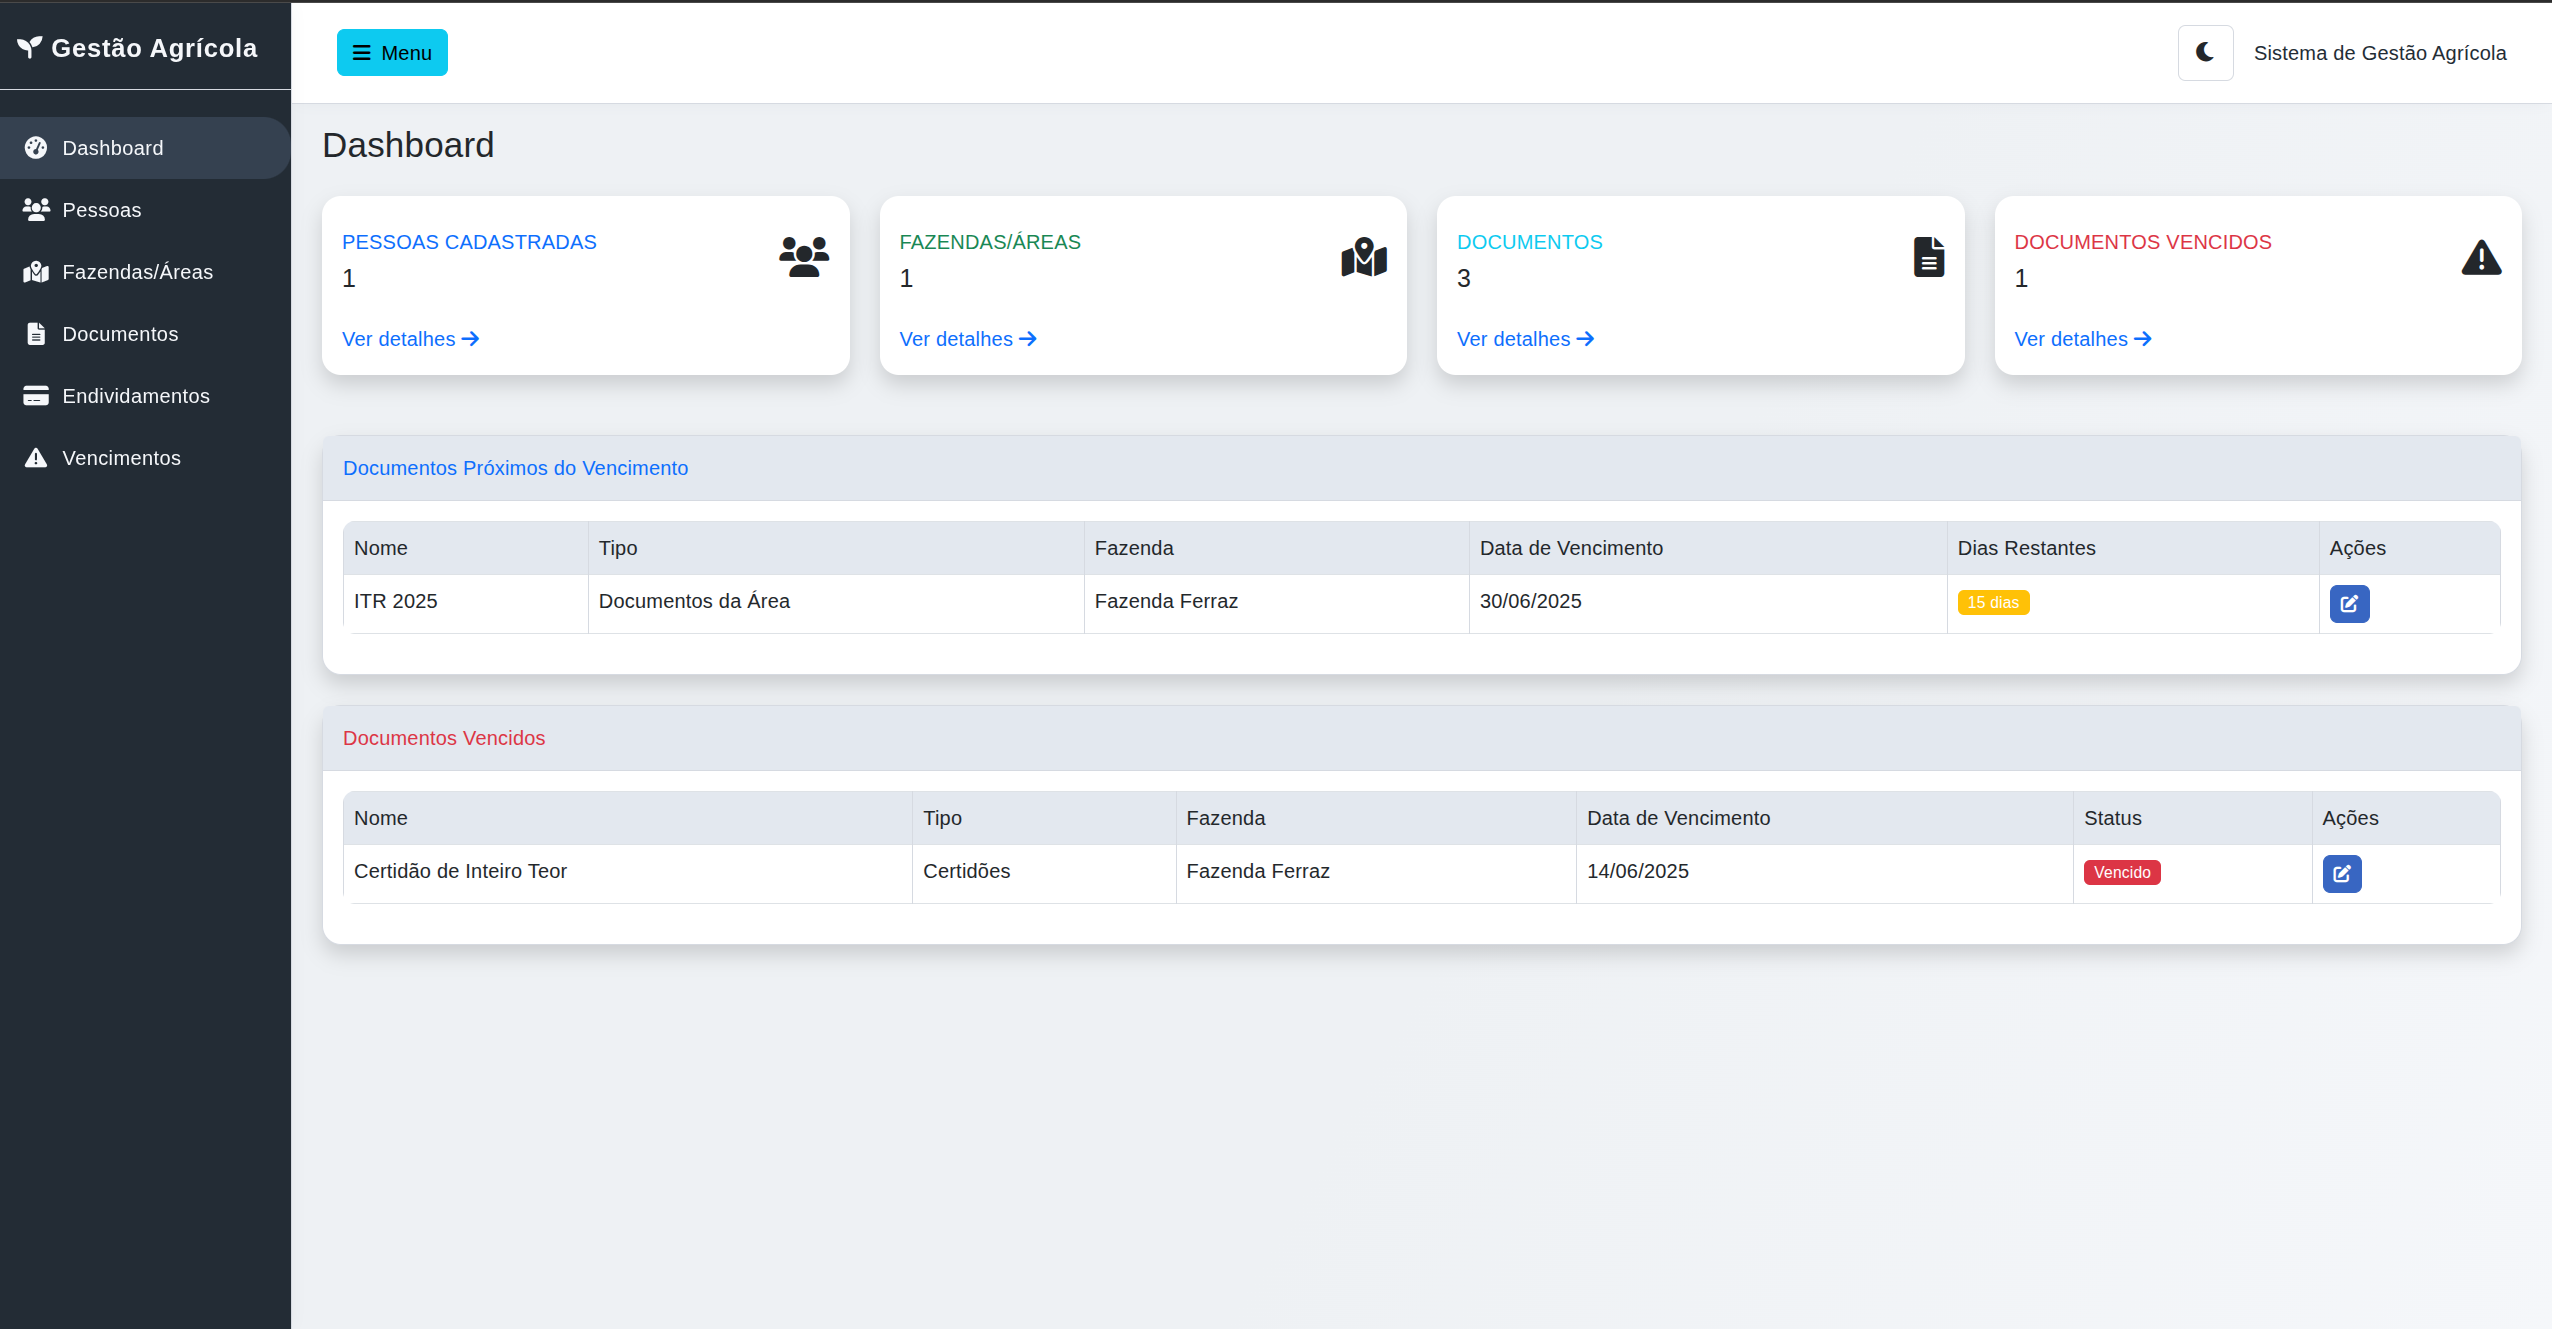 Gestão Agrícola
Menu
Sistema de Gestão Agrícola
Dashboard
Pessoas
Fazendas/Áreas
Documentos
Endividamentos
Vencimentos
Dashboard
PESSOAS CADASTRADAS
1
Ver detalhes
FAZENDAS/ÁREAS
1
Ver detalhes
DOCUMENTOS
3
Ver detalhes
DOCUMENTOS VENCIDOS
1
Ver detalhes
Documentos Próximos do Vencimento
Nome Tipo Fazenda Data de Vencimento Dias Restantes Ações
ITR 2025 Documentos da Área Fazenda Ferraz 30/06/2025 15 dias
Documentos Vencidos
Nome Tipo Fazenda Data de Vencimento Status Ações
Certidão de Inteiro Teor Certidões Fazenda Ferraz 14/06/2025 Vencido